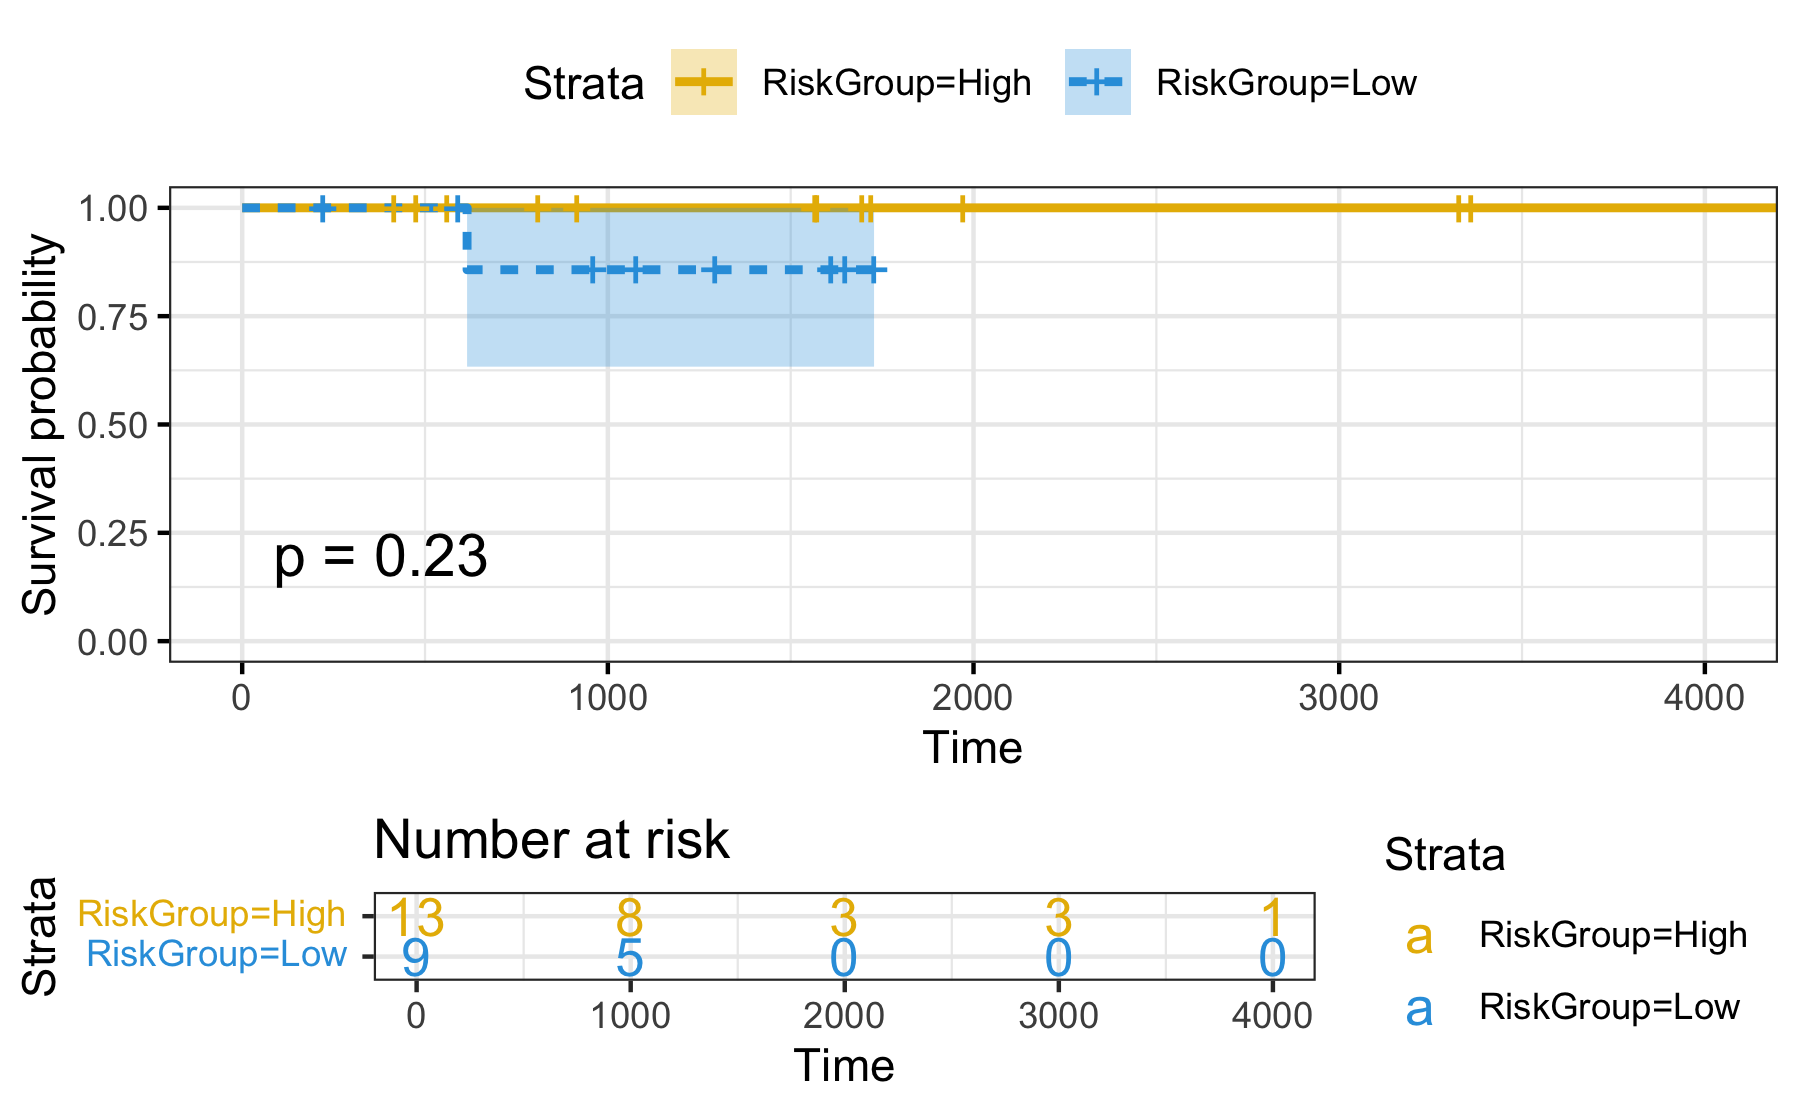 Strata RiskGroup=High RiskGroup=Low
Survival probability
1.00
0.75
0.50
0.25
0.00
p = 0.23
0 1000 2000 3000 4000
Time
Number at risk
Strata
RiskGroup=High 13 8 3 3 1
RiskGroup=Low 9 5 0 0 0
0 1000 2000 3000 4000
Time
Strata
a RiskGroup=High
a RiskGroup=Low